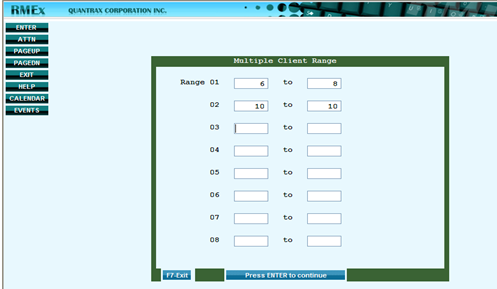 RMEx QUANTRAX CORPORATION INC.
ENTER
ATTN
PAGEUP
PAGEDN
EXIT
HELP
CALENDAR
EVENTS
Multiple Client Range
Range 01 6 to 8
02 10 to 10
03 to
04 to
05 to
06 to
07 to
08 to
F7-Exit Press ENTER to continue